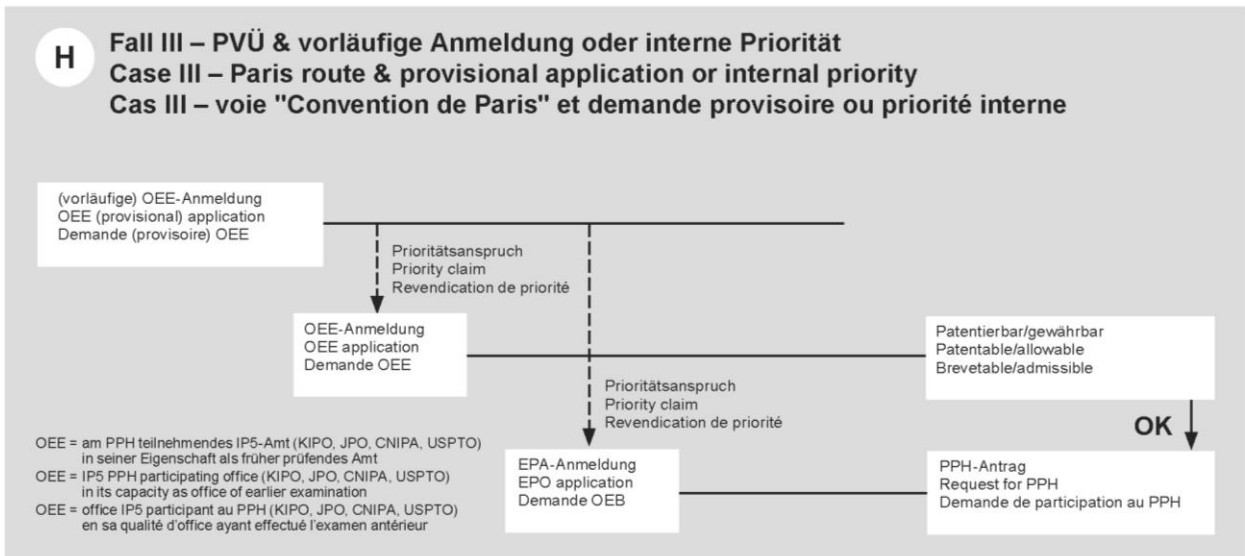 H
Fall III – PVÜ & vorläufige Anmeldung oder interne Priorität
Case III – Paris route & provisional application or internal priority
Cas III – voie "Convention de Paris" et demande provisoire ou priorité interne
(vorläufige) OEE-Anmeldung
OEE (provisional) application
Demande (provisoire) OEE
Prioritätsanspruch
Priority claim
Revendication de priorité
OEE-Anmeldung
OEE application
Demande OEE
Patentierbar/gewährbar
Patentable/allowable
Brevetable/admissible
Prioritätsanspruch
Priority claim
Revendication de priorité
OK
OEE = am PPH teilnehmendes IP5-Amt (KIPO, JPO, CNIPA, USPTO)
in seiner Eigenschaft als früher prüfendes Amt
OEE = IP5 PPH participating office (KIPO, JPO, CNIPA, USPTO)
in its capacity as office of earlier examination
OEE = office IP5 participant au PPH (KIPO, JPO, CNIPA, USPTO)
en sa qualité d'office ayant effectué l'examen antérieur
EPA-Anmeldung
EPO application
Demande OEB
PPH-Antrag
Request for PPH
Demande de participation au PPH